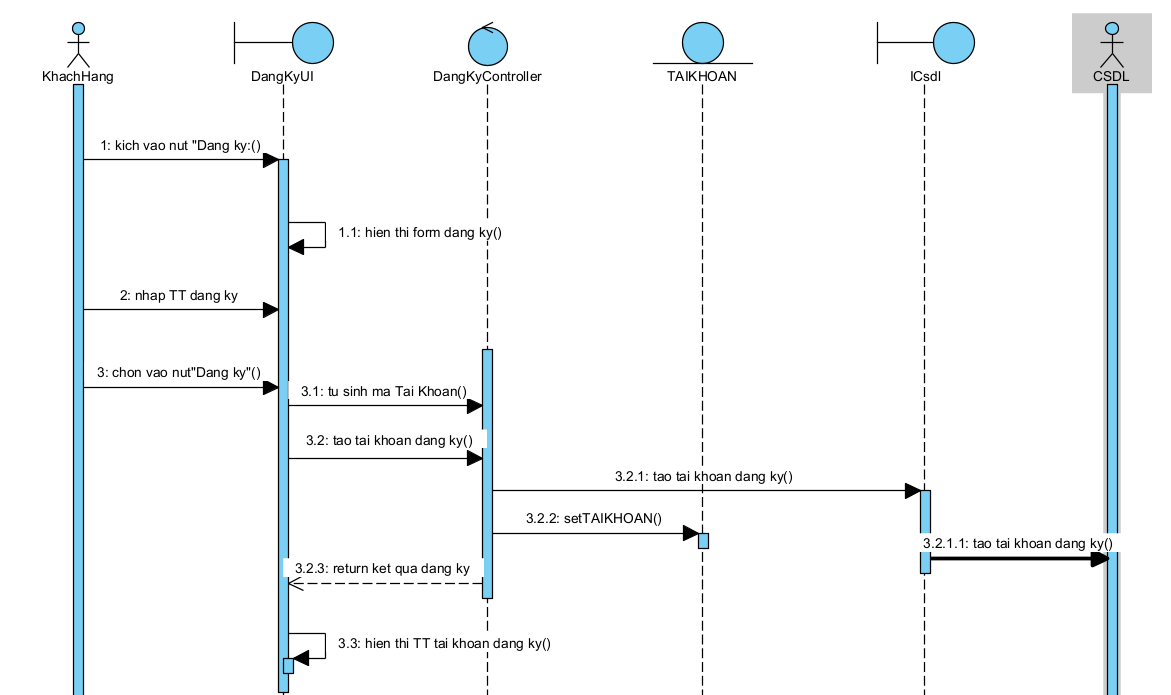 KhachHang
DangKyUI
DangKyController
TAIKHOAN
ICsdl
CSDL
1: kich vao nut "Dang ky:()
1.1: hien thi form dang ky()
2: nhap TT dang ky
3: chon vao nut"Dang ky"()
3.1: tu sinh ma Tai Khoan()
3.2: tao tai khoan dang ky()
3.2.1: tao tai khoan dang ky()
3.2.2: setTAIKHOAN()
3.2.1.1: tao tai khoan dang ky()
3.2.3: return ket qua dang ky
3.3: hien thi TT tai khoan dang ky()